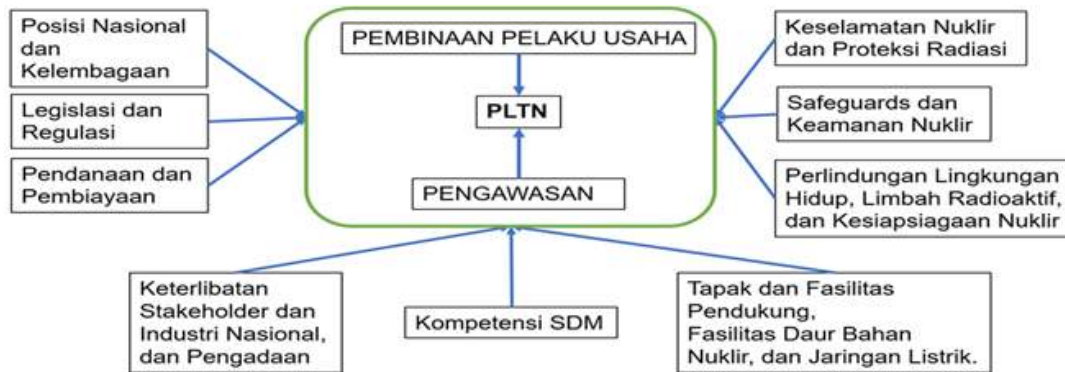 Posisi Nasional
dan
Kelembagaan
Legislasi dan
Regulasi
Pendanaan dan
Pembiayaan
PEMBINAAN PELAKU USAHA
PLTN
PENGAWASAN
Keselamatan Nuklir
dan Proteksi Radiasi
Safeguards dan
Keamanan Nuklir
Perlindungan Lingkungan
Hidup, Limbah Radioaktif,
dan Kesiapsiagaan Nuklir
Keterlibatan
Stakeholder dan
Industri Nasional,
dan Pengadaan
Kompetensi SDM
Tapak dan Fasilitas
Pendukung,
Fasilitas Daur Bahan
Nuklir, dan Jaringan Listrik.